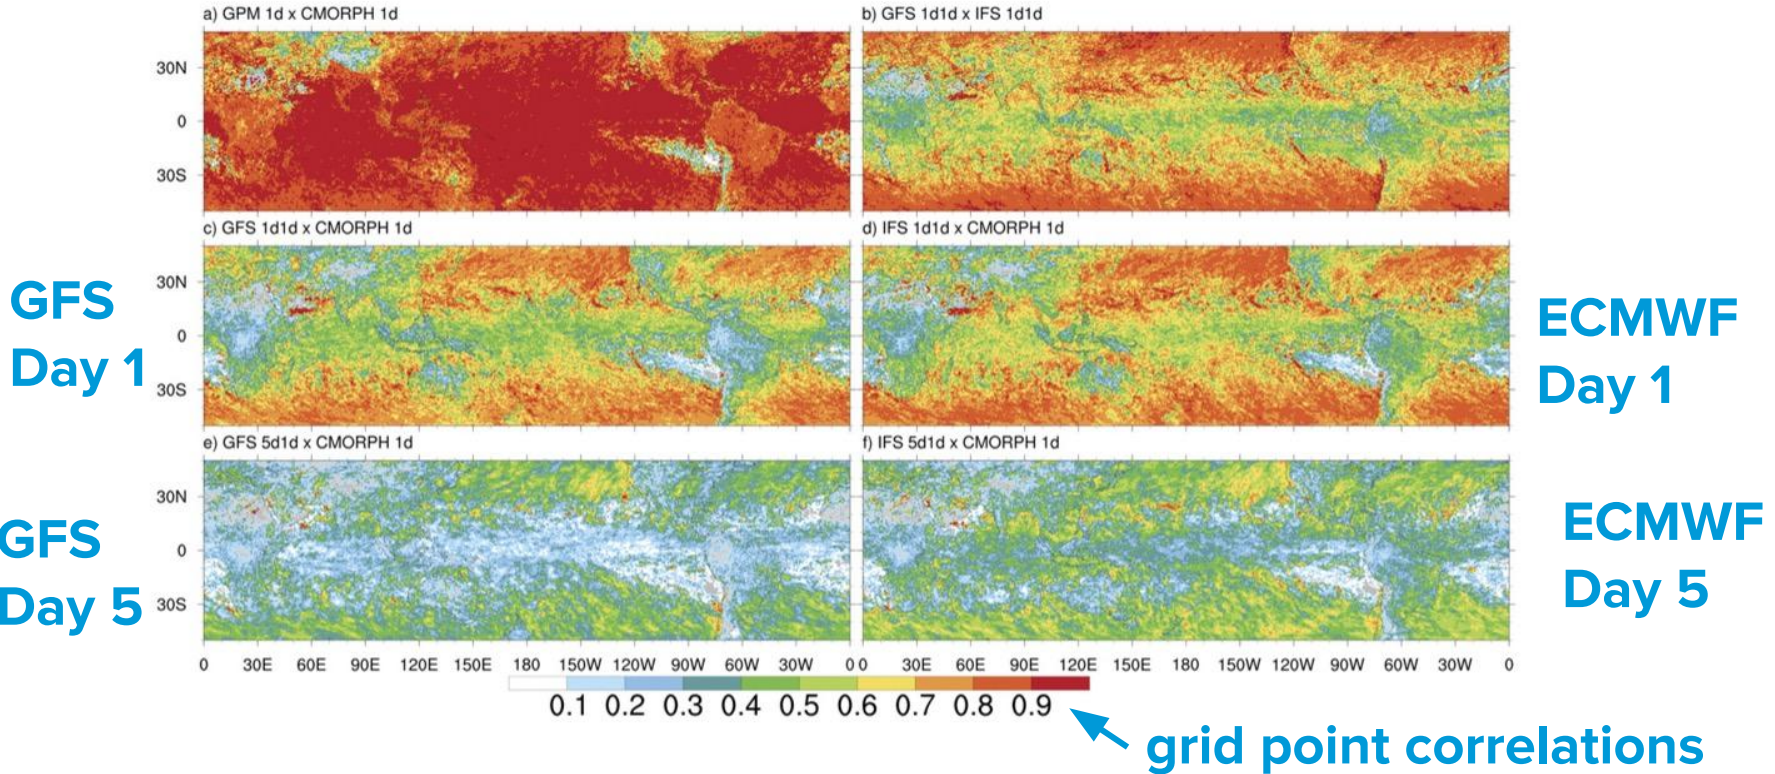 a) GPM 1d x CMORPH 1d
b) GFS 1d1d x IFS 1d1d
30N
0
30S
c) GFS 1d1d x CMORPH 1d
d) IFS 1d1d x CMORPH 1d
GFS
Day 1
30N
0
30S
ECMWF
Day 1
e) GFS 5d1d x CMORPH 1d
f) IFS 5d1d x CMORPH 1d
GFS
Day 5
30N
0
30S
ECMWF
Day 5
0 30E 60E 90E 120E 150E 180 150W 120W 90W 60W 30W 0
0 30E 60E 90E 120E 150E 180 150W 120W 90W 60W 30W 0
0.1 0.2 0.3 0.4 0.5 0.6 0.7 0.8 0.9
grid point correlations